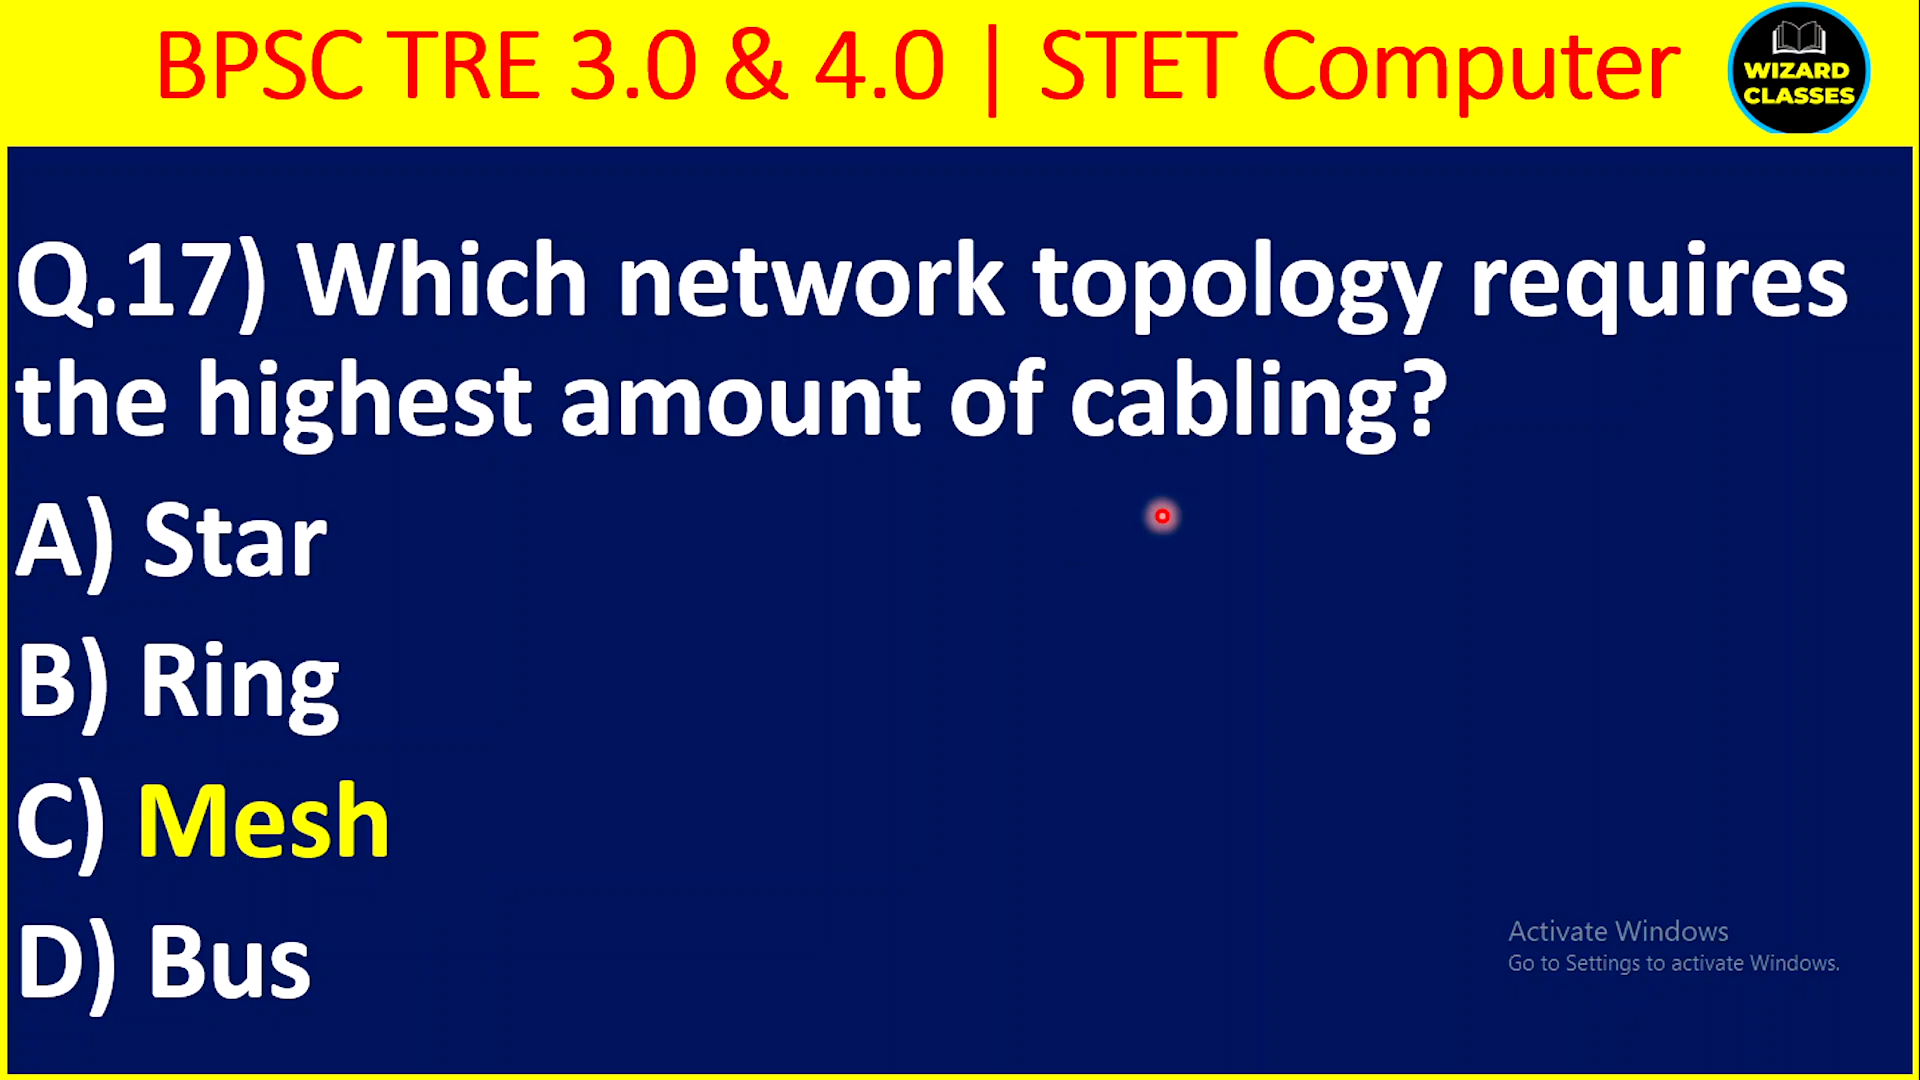 BPSC TRE 3.0 & 4.0 | STET Computer
WIZARD
CLASSES
Q.17) Which network topology requires
the highest amount of cabling?
A) Star
B) Ring
C) Mesh
D) Bus
Activate Windows
Go to Settings to activate Windows.